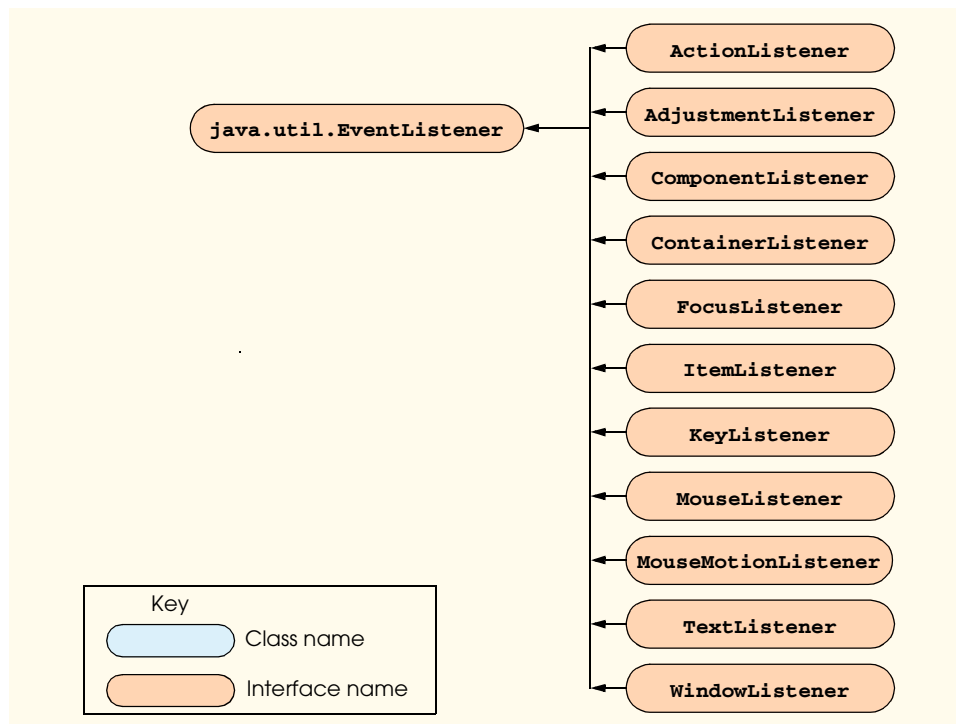 ActionListener
AdjustmentListener
java.util.EventListener
ComponentListener
ContainerListener
FocusListener
ItemListener
KeyListener
MouseListener
MouseMotionListener
TextListener
WindowListener
Key
Class name
Interface name